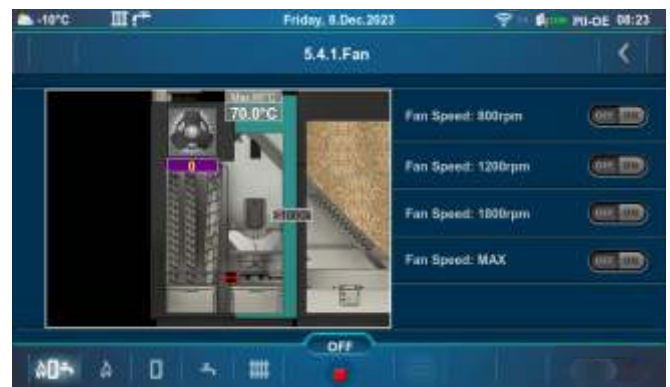 -10°C
Friday, 8.Dec.2023
PII-OE 08:23
5.4.1.Fan
70.0°C
0
Fan Speed: 800rpm
OFF ON
Fan Speed: 1200rpm
OFF ON
Fan Speed: 1800rpm
OFF ON
Fan Speed: MAX
OFF ON
OFF